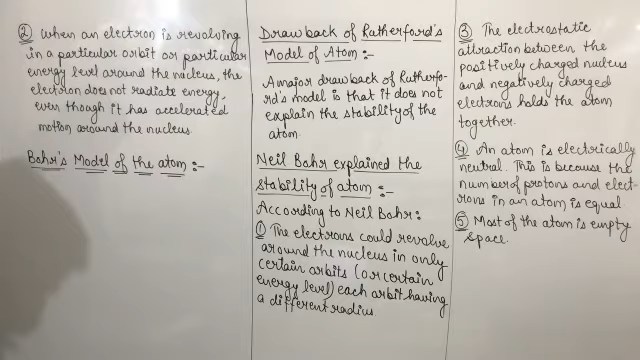 ② When an electron is revolving
in a particular orbit or particular
energy level around the nucleus, the
electron does not radiate energy,
even though it has accelerated
motion around the nucleus.
Bohr's Model of the atom :-
Drawback of Rutherford's
Model of Atom :-
A major drawback of Rutherfo-
rd's model is that it does not
explain the stability of the
atom.
Neil Bohr explained the
stability of atom :-
According to Neil Bohr :
① The electrons could revolve
around the nucleus in only
certain orbits (or certain
energy level) each orbit having
a different radius.
③ The electrostatic
attraction between the
positively charged nucleus
and negatively charged
electrons holds the atom
together.
④ An atom is electrically
neutral. This is because the
number of protons and elect-
rons in an atom is equal
⑤ Most of the atom is empty
space.